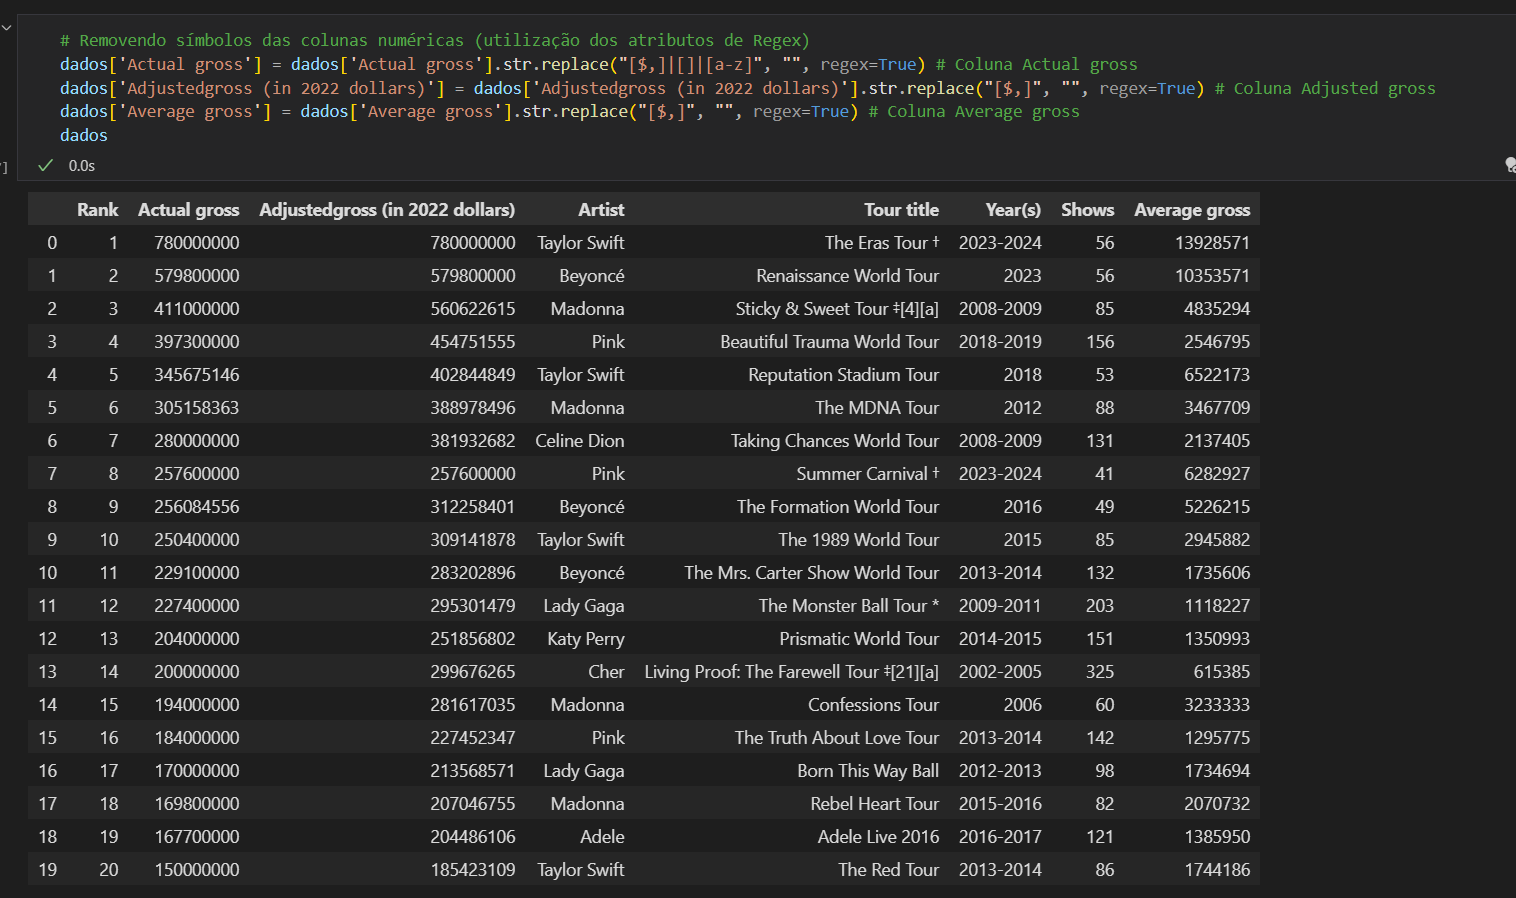 # Removendo símbolos das colunas numéricas (utilização dos atributos de Regex)
dados['Actual gross'] = dados['Actual gross'].str.replace("[$,]|[]|[a-z]", "", regex=True) # Coluna Actual gross
dados['Adjustedgross (in 2022 dollars)'] = dados['Adjustedgross (in 2022 dollars)'].str.replace("[$,]", "", regex=True) # Coluna Adjusted gross
dados['Average gross'] = dados['Average gross'].str.replace("[$,]", "", regex=True) # Coluna Average gross
dados
] ✓ 0.0s
Rank Actual gross Adjustedgross (in 2022 dollars) Artist Tour title Year(s) Shows Average gross
0 1 780000000 780000000 Taylor Swift The Eras Tour † 2023-2024 56 13928571
1 2 579800000 579800000 Beyoncé Renaissance World Tour 2023 56 10353571
2 3 411000000 560622615 Madonna Sticky & Sweet Tour ‡[4][a] 2008-2009 85 4835294
3 4 397300000 454751555 Pink Beautiful Trauma World Tour 2018-2019 156 2546795
4 5 345675146 402844849 Taylor Swift Reputation Stadium Tour 2018 53 6522173
5 6 305158363 388978496 Madonna The MDNA Tour 2012 88 3467709
6 7 280000000 381932682 Celine Dion Taking Chances World Tour 2008-2009 131 2137405
7 8 257600000 257600000 Pink Summer Carnival † 2023-2024 41 6282927
8 9 256084556 312258401 Beyoncé The Formation World Tour 2016 49 5226215
9 10 250400000 309141878 Taylor Swift The 1989 World Tour 2015 85 2945882
10 11 229100000 283202896 Beyoncé The Mrs. Carter Show World Tour 2013-2014 132 1735606
11 12 227400000 295301479 Lady Gaga The Monster Ball Tour * 2009-2011 203 1118227
12 13 204000000 251856802 Katy Perry Prismatic World Tour 2014-2015 151 1350993
13 14 200000000 299676265 Cher Living Proof: The Farewell Tour ‡[21][a] 2002-2005 325 615385
14 15 194000000 281617035 Madonna Confessions Tour 2006 60 3233333
15 16 184000000 227452347 Pink The Truth About Love Tour 2013-2014 142 1295775
16 17 170000000 213568571 Lady Gaga Born This Way Ball 2012-2013 98 1734694
17 18 169800000 207046755 Madonna Rebel Heart Tour 2015-2016 82 2070732
18 19 167700000 204486106 Adele Adele Live 2016 2016-2017 121 1385950
19 20 150000000 185423109 Taylor Swift The Red Tour 2013-2014 86 1744186